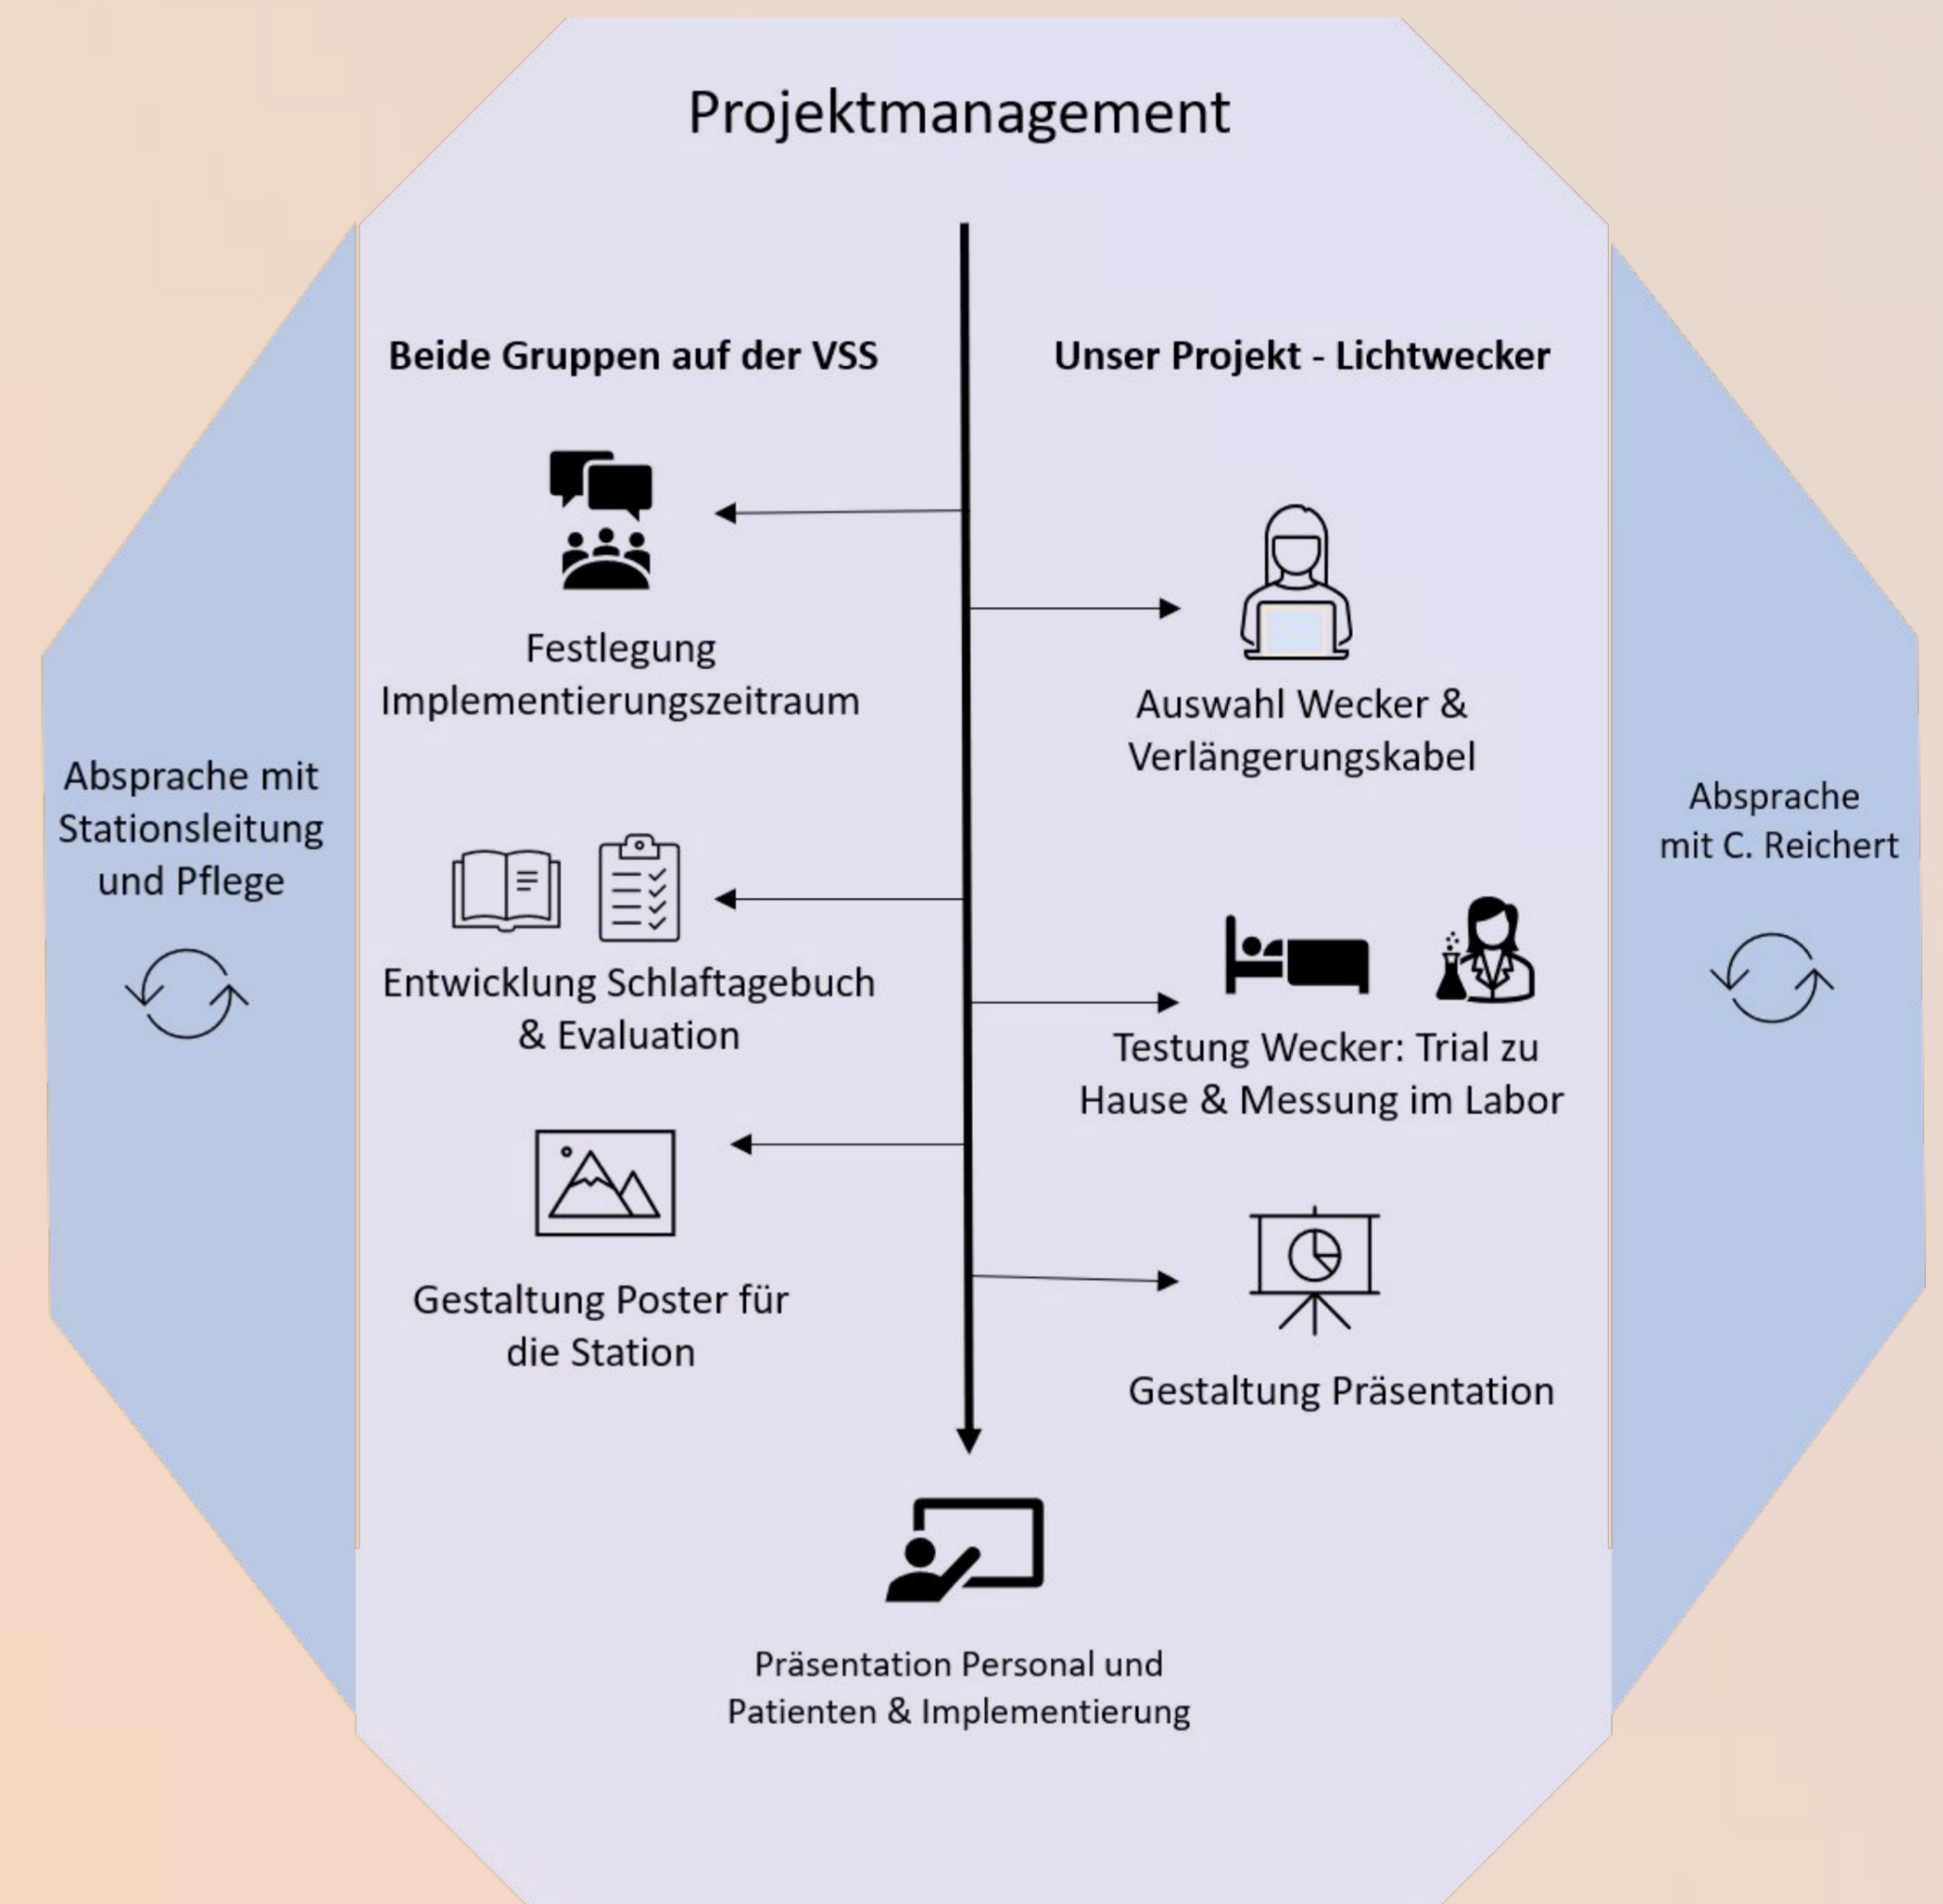 Projektmanagement
Beide Gruppen auf der VSS
Unser Projekt - Lichtwecker
Festlegung
Implementierungszeitraum
Auswahl Wecker &
Verlängerungskabel
Absprache mit
Stationsleitung
und Pflege
Absprache
mit C. Reichert
Entwicklung Schlaftagebuch
& Evaluation
Testung Wecker: Trial zu
Hause & Messung im Labor
Gestaltung Poster für
die Station
Gestaltung Präsentation
Präsentation Personal und
Patienten & Implementierung